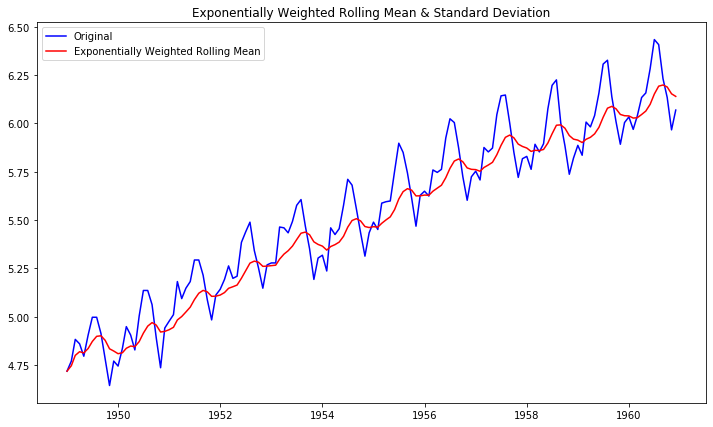 Exponentially Weighted Rolling Mean & Standard Deviation
Original
Exponentially Weighted Rolling Mean
6.50
6.25
6.00
5.75
5.50
5.25
5.00
4.75
1950 1952 1954 1956 1958 1960